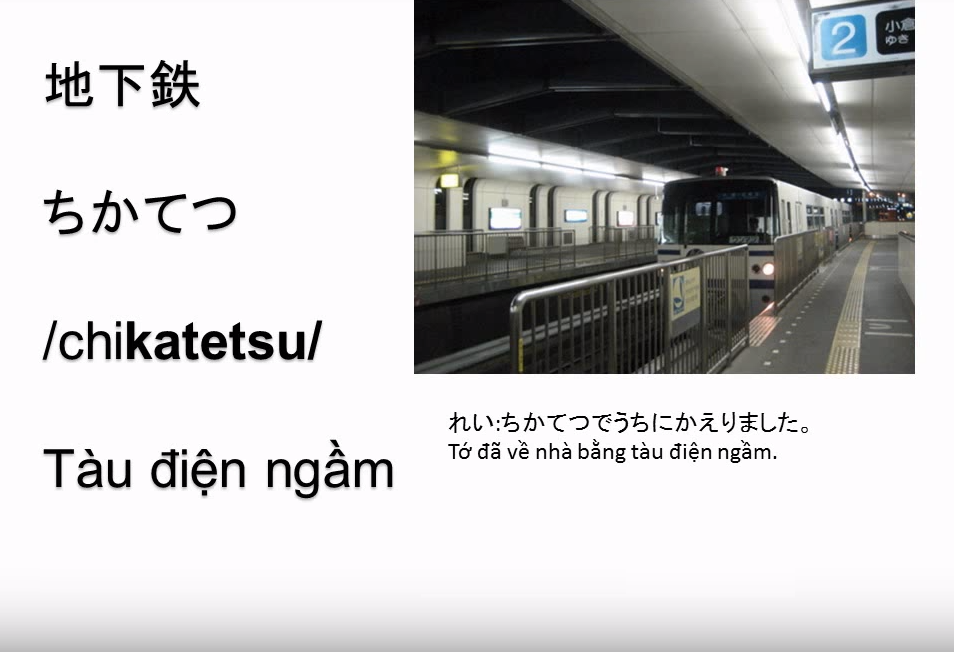 地下鉄
ちかてつ
/chikatetsu/
Tàu điện ngầm
2
小倉
ゆき
れい:ちかてつでうちにかえりました。
Tớ đã về nhà bằng tàu điện ngầm.